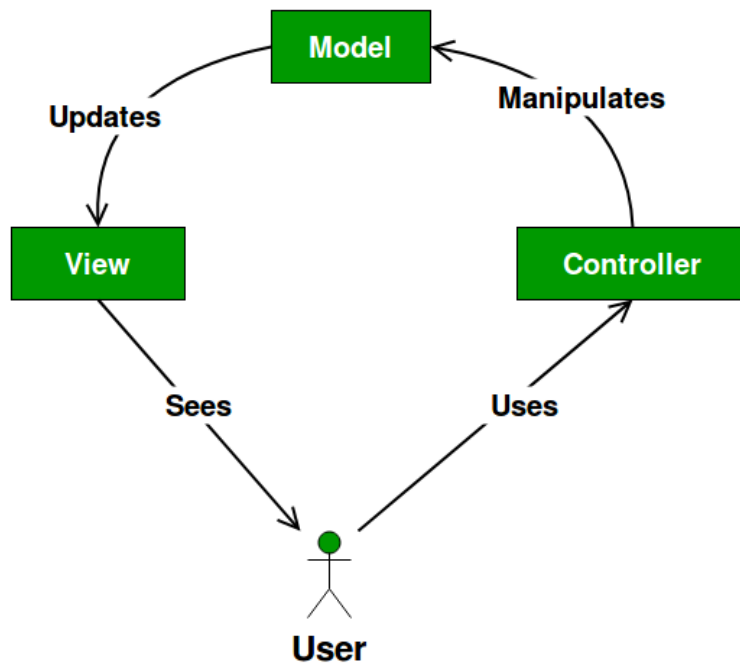 Model
Updates
Manipulates
View
Controller
Sees
Uses
User